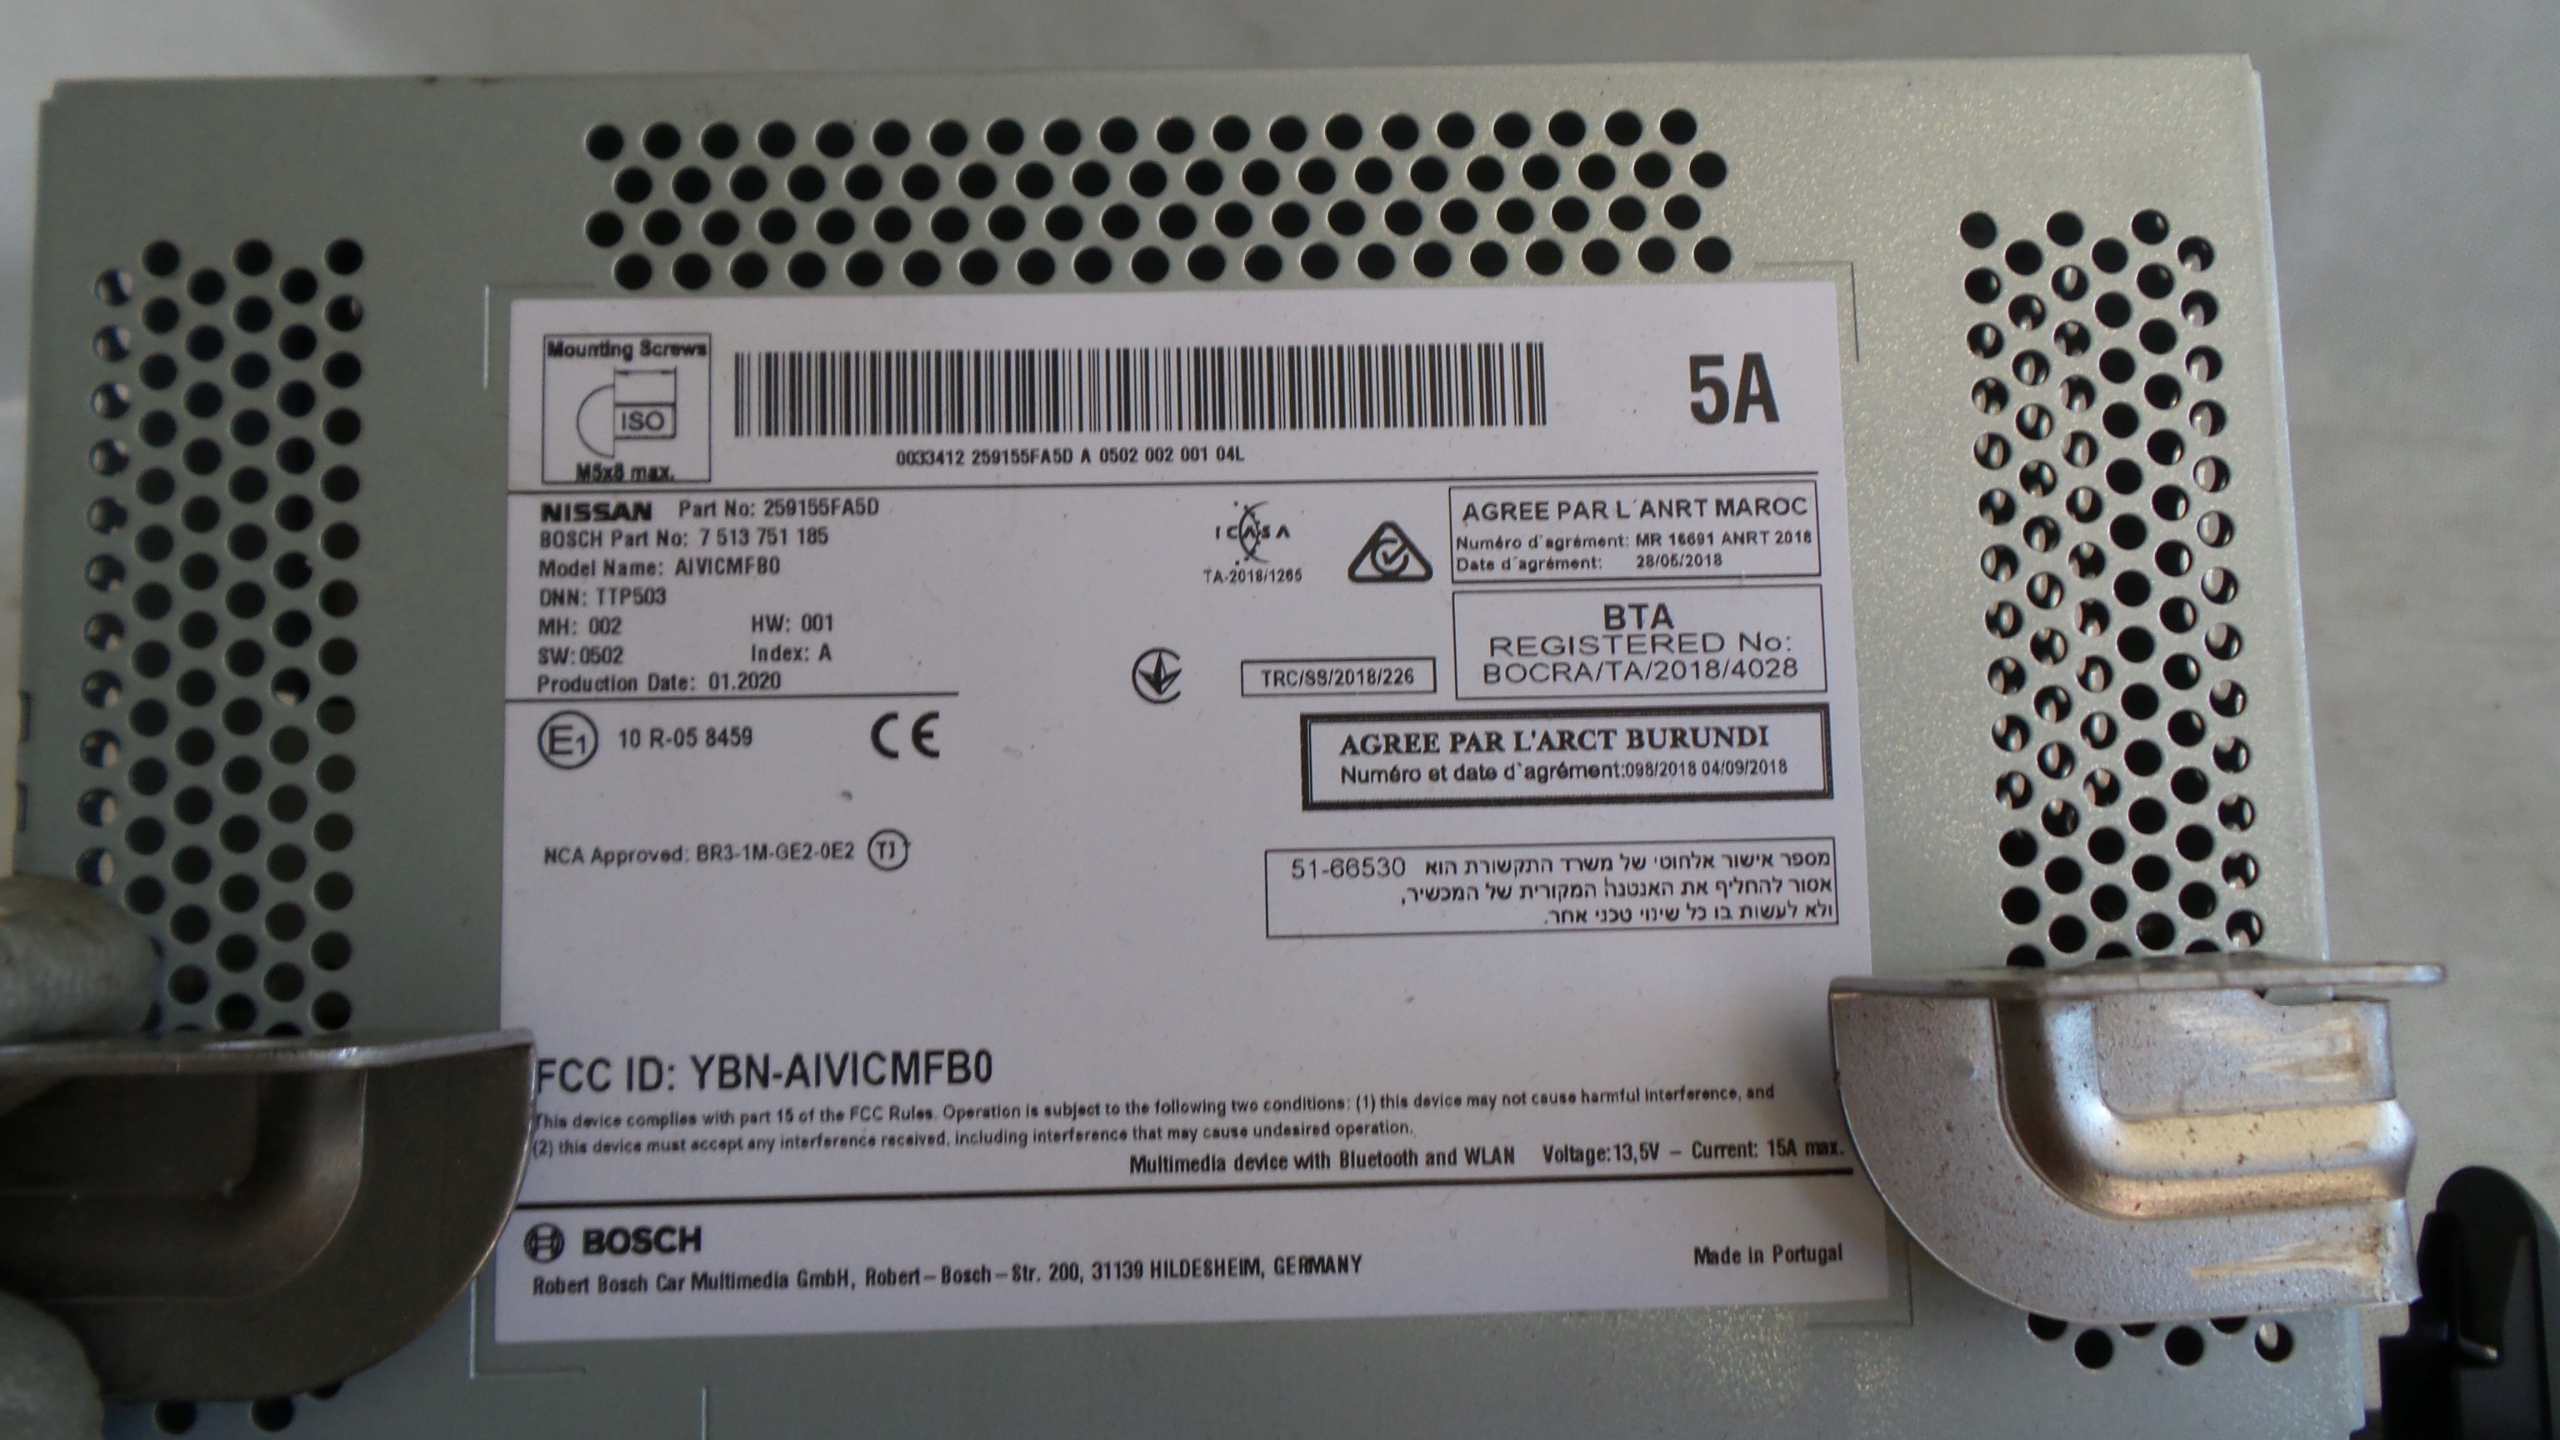 Mounting Screws
ISO
M5x8 max.
5A
0033412 259155FA5D A 0502 002 001 04L
NISSAN Part No: 259155FA5D
BOSCH Part No: 7 513 751 185
Model Name: AIVICMFB0
DNN: TTP503
MH: 002 HW: 001
SW:0502 Index: A
Production Date: 01.2020
ICASA
TA-2018/1265
AGREE PAR L'ANRT MAROC
Numéro d'agrément: MR 16691 ANRT 2018
Date d'agrément: 28/05/2018
BTA
REGISTERED No:
BOCRA/TA/2018/4028
TRC/SS/2018/226
E1 10 R-05 8459 CE
AGREE PAR L'ARCT BURUNDI
Numéro et date d'agrément:098/2018 04/09/2018
NCA Approved: BR3-1M-GE2-0E2 TJ
מספר אישור אלחוטי של משרד התקשורת הוא 51-66530
אסור להחליף את האנטנה המקורית של המכשיר,
ולא לעשות בו כל שינוי טכני אחר.
FCC ID: YBN-AIVICMFB0
This device complies with part 15 of the FCC Rules. Operation is subject to the following two conditions: (1) this device may not cause harmful interference, and
(2) this device must accept any interference received, including interference that may cause undesired operation.
Multimedia device with Bluetooth and WLAN Voltage:13,5V – Current: 15A max.
BOSCH
Robert Bosch Car Multimedia GmbH, Robert–Bosch–Str. 200, 31139 HILDESHEIM, GERMANY
Made in Portugal